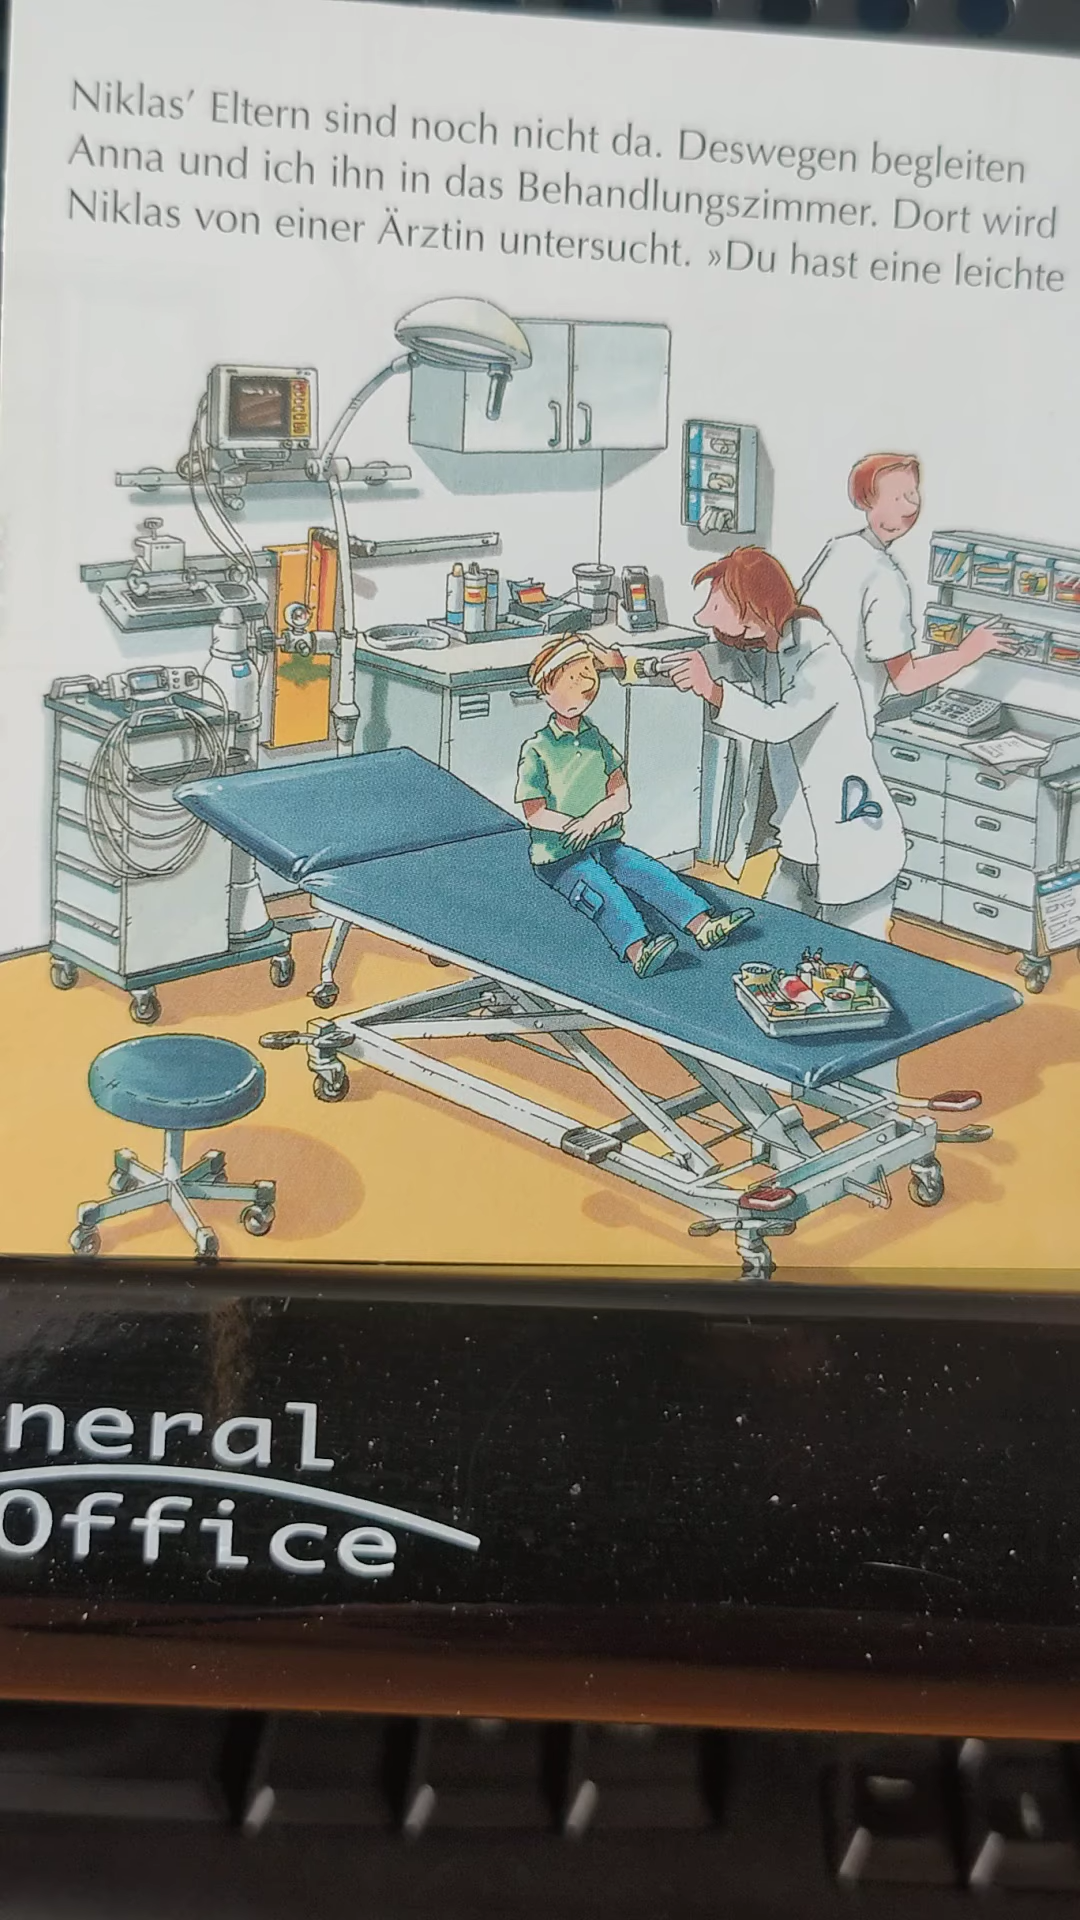 Niklas’ Eltern sind noch nicht da. Deswegen begleiten
Anna und ich ihn in das Behandlungszimmer. Dort wird
Niklas von einer Ärztin untersucht. »Du hast eine leichte
neral
Office